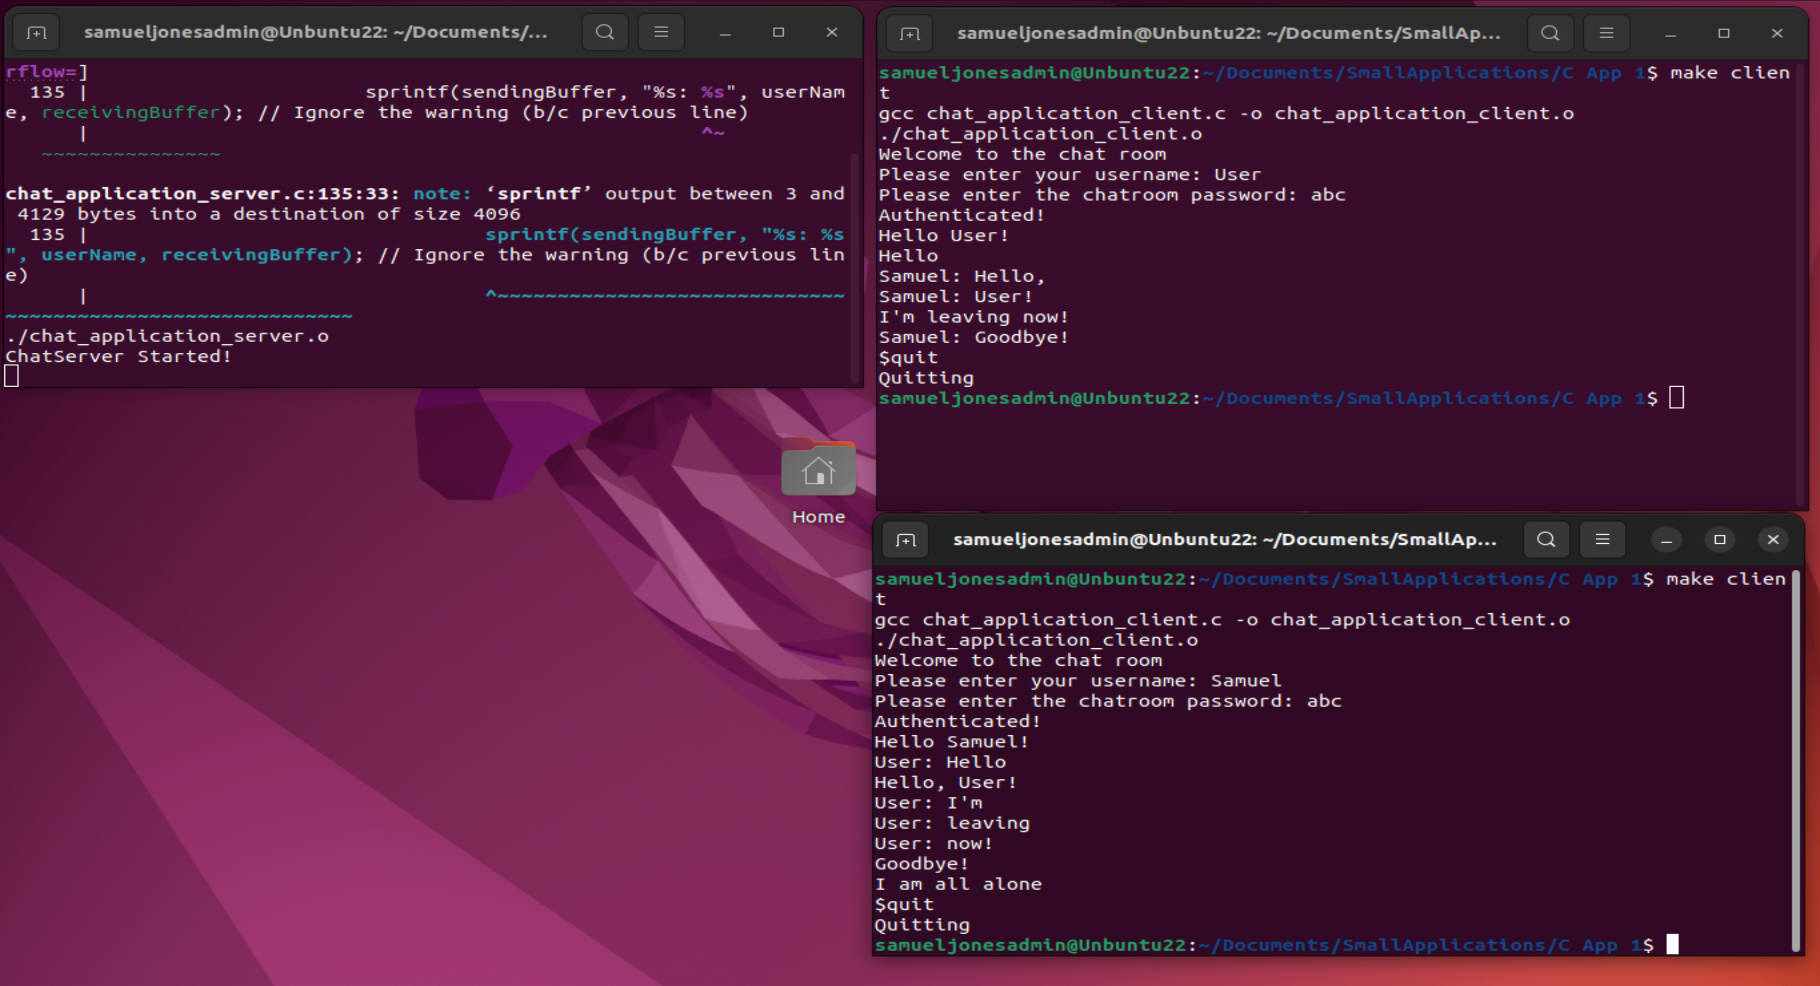 samueljonesadmin@Unbuntu22: ~/Documents/...
rflow=]
  135 |                       sprintf(sendingBuffer, "%s: %s", userNam
e, receivingBuffer); // Ignore the warning (b/c previous line)
      |                                                   ^~
   ~~~~~~~~~~~~~~~
chat_application_server.c:135:33: note: ‘sprintf’ output between 3 and
 4129 bytes into a destination of size 4096
  135 |                                 sprintf(sendingBuffer, "%s: %s
", userName, receivingBuffer); // Ignore the warning (b/c previous lin
e)
      |                                 ^~~~~~~~~~~~~~~~~~~~~~~~~~~~~~
~~~~~~~~~~~~~~~~~~~~~~~~~~~~~
./chat_application_server.o
ChatServer Started!
samueljonesadmin@Unbuntu22: ~/Documents/SmallAp...
samueljonesadmin@Unbuntu22:~/Documents/SmallApplications/C App 1$ make clien
t
gcc chat_application_client.c -o chat_application_client.o
./chat_application_client.o
Welcome to the chat room
Please enter your username: User
Please enter the chatroom password: abc
Authenticated!
Hello User!
Hello
Samuel: Hello,
Samuel: User!
I'm leaving now!
Samuel: Goodbye!
$quit
Quitting
samueljonesadmin@Unbuntu22:~/Documents/SmallApplications/C App 1$
Home
samueljonesadmin@Unbuntu22: ~/Documents/SmallAp...
samueljonesadmin@Unbuntu22:~/Documents/SmallApplications/C App 1$ make clien
t
gcc chat_application_client.c -o chat_application_client.o
./chat_application_client.o
Welcome to the chat room
Please enter your username: Samuel
Please enter the chatroom password: abc
Authenticated!
Hello Samuel!
User: Hello
Hello, User!
User: I'm
User: leaving
User: now!
Goodbye!
I am all alone
$quit
Quitting
samueljonesadmin@Unbuntu22:~/Documents/SmallApplications/C App 1$